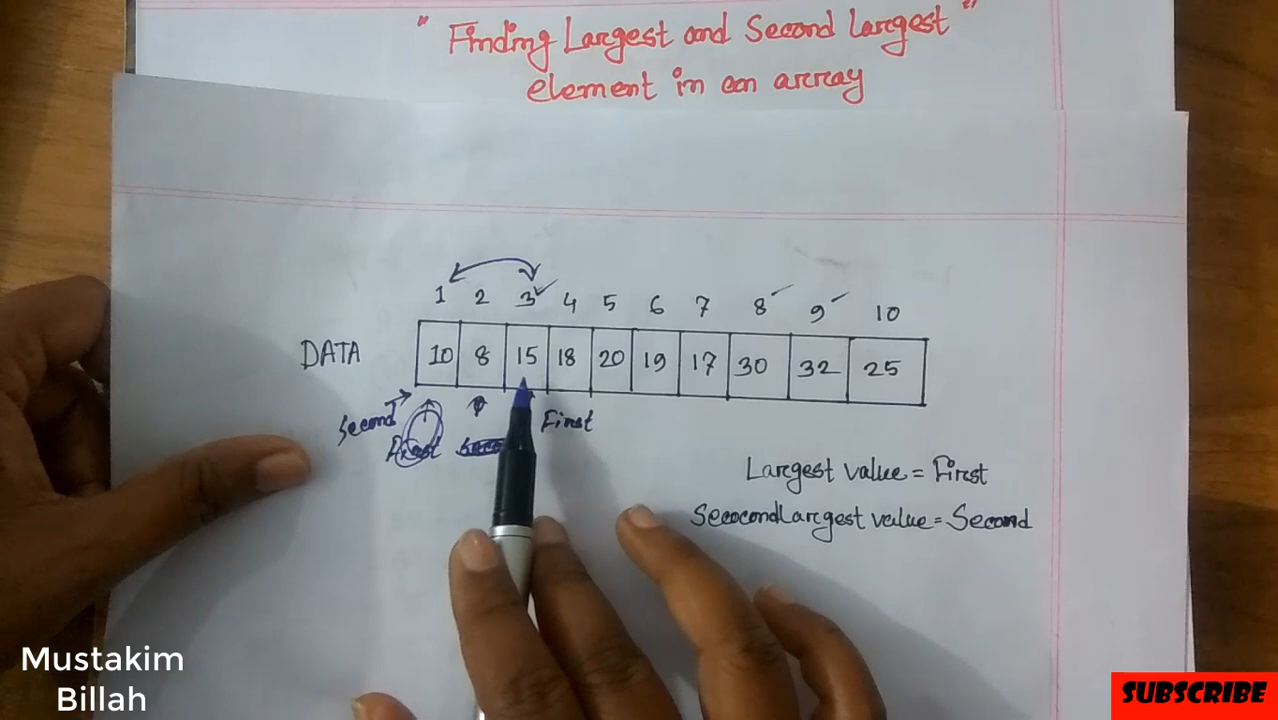 " Finding Largest and Second largest "
element in an array
1 2 3 4 5 6 7 8 9 10
DATA 10 8 15 18 20 19 17 30 32 25
Second First
First
Largest value = First
SecocondLargest value = Second
Mustakim
Billah
SUBSCRIBE